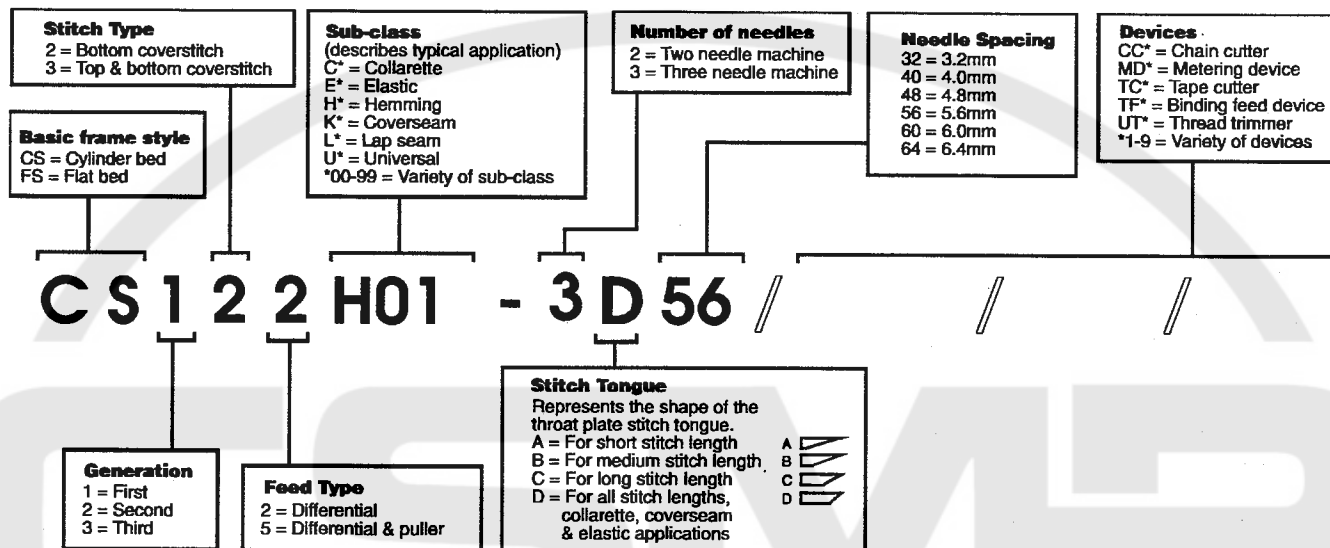 Stitch Type
2 = Bottom coverstitch
3 = Top & bottom coverstitch
Basic frame style
CS = Cylinder bed
FS = Flat bed
Sub-class
(describes typical application)
C* = Collarette
E* = Elastic
H* = Hemming
K* = Coverseam
L* = Lap seam
U* = Universal
*00-99 = Variety of sub-class
Number of needles
2 = Two needle machine
3 = Three needle machine
Needle Spacing
32 = 3.2mm
40 = 4.0mm
48 = 4.8mm
56 = 5.6mm
60 = 6.0mm
64 = 6.4mm
Devices
CC* = Chain cutter
MD* = Metering device
TC* = Tape cutter
TF* = Binding feed device
UT* = Thread trimmer
*1-9 = Variety of devices
CS122H01 - 3D56/ / /
Generation
1 = First
2 = Second
3 = Third
Feed Type
2 = Differential
5 = Differential & puller
Stitch Tongue
Represents the shape of the
throat plate stitch tongue.
A = For short stitch length A
B = For medium stitch length B
C = For long stitch length C
D = For all stitch lengths, D
collarette, coverseam
& elastic applications